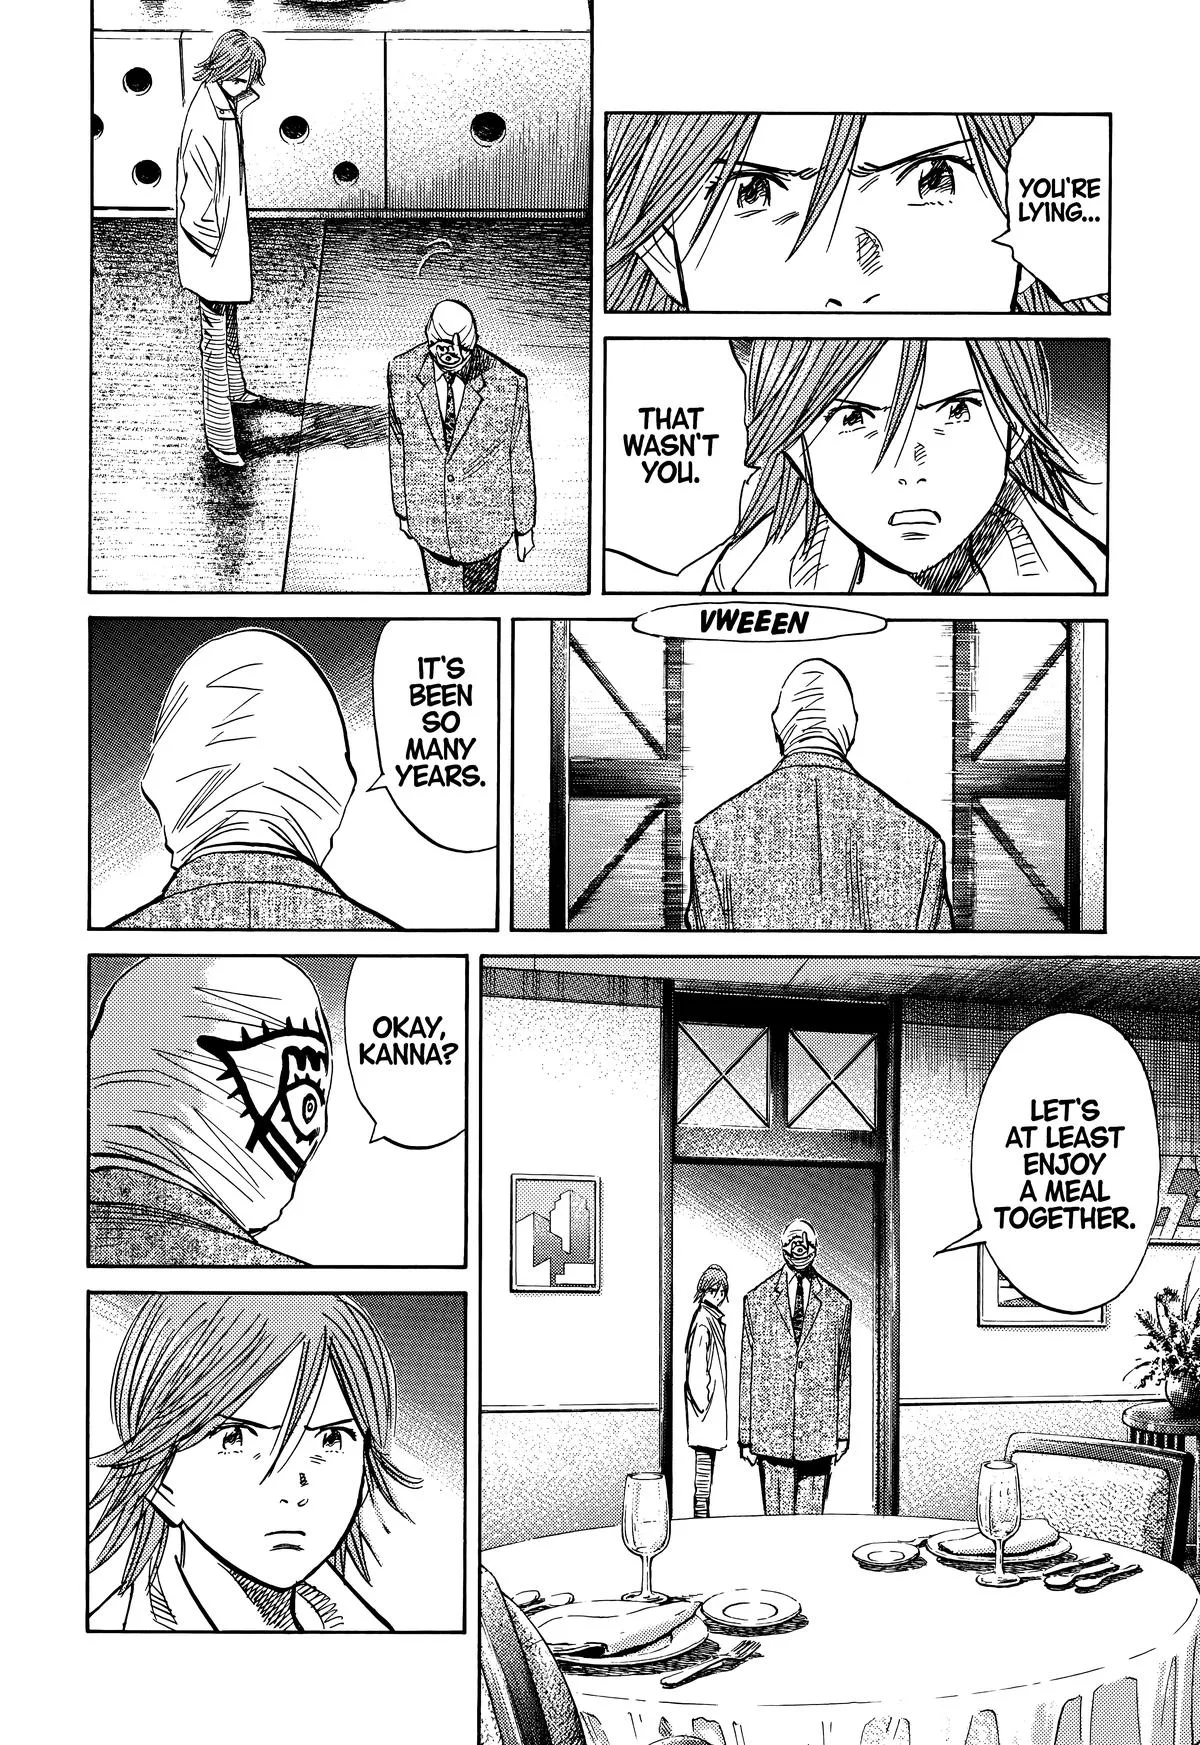 YOU'RE
LYING...
THAT
WASN'T
YOU.
VWEEEN
IT'S
BEEN
SO
MANY
YEARS.
LET'S
AT LEAST
ENJOY
A MEAL
TOGETHER.
OKAY,
KANNA?